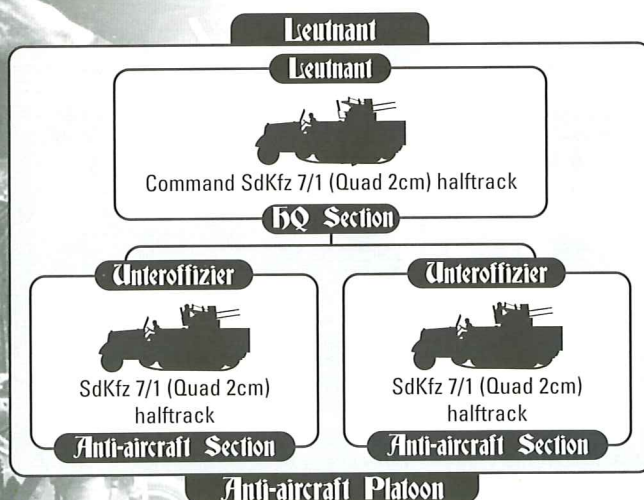 Leutnant
Leutnant
Command SdKfz 7/1 (Quad 2cm) halftrack
HQ Section
Unteroffizier
SdKfz 7/1 (Quad 2cm)
halftrack
Anti-aircraft Section
Unteroffizier
SdKfz 7/1 (Quad 2cm)
halftrack
Anti-aircraft Section
Anti-aircraft Platoon